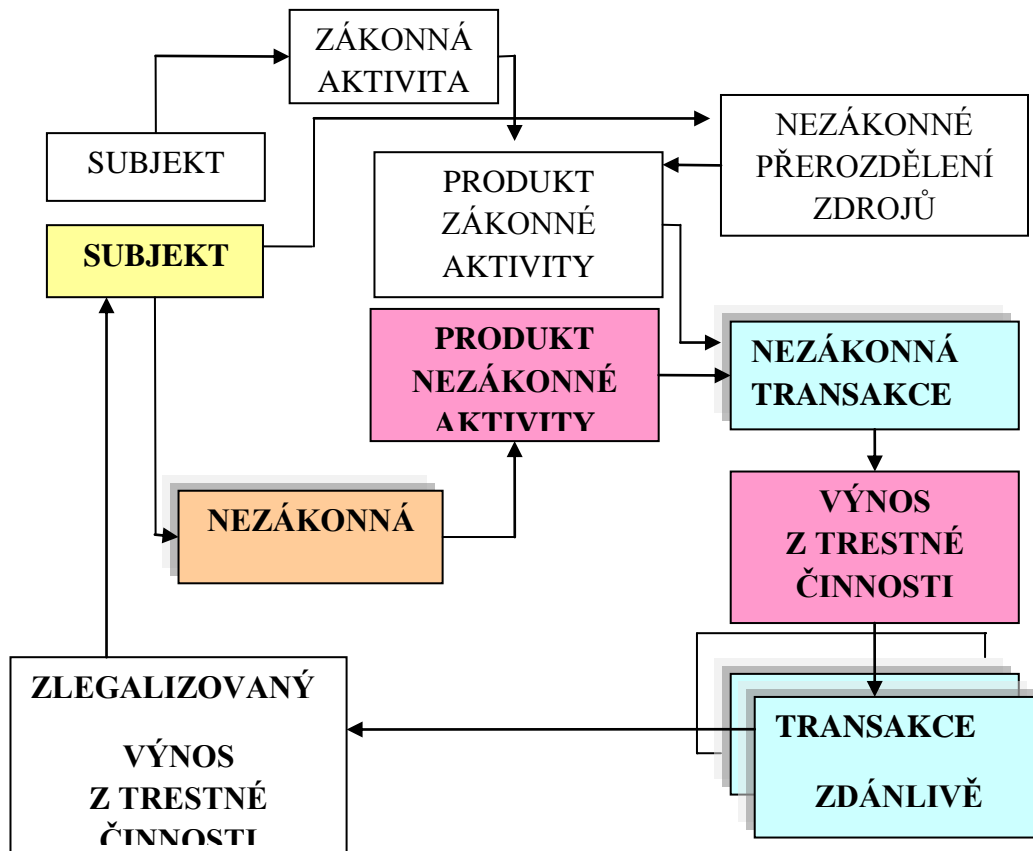 ZÁKONNÁ
AKTIVITA
SUBJEKT
NEZÁKONNÉ
PŘEROZDĚLENÍ
ZDROJŮ
PRODUKT
ZÁKONNÉ
AKTIVITY
SUBJEKT
PRODUKT
NEZÁKONNÉ
AKTIVITY
NEZÁKONNÁ
TRANSAKCE
NEZÁKONNÁ
VÝNOS
Z TRESTNÉ
ČINNOSTI
ZLEGALIZOVANÝ
VÝNOS
Z TRESTNÉ
ČINNOSTI
TRANSAKCE
ZDÁNLIVĚ